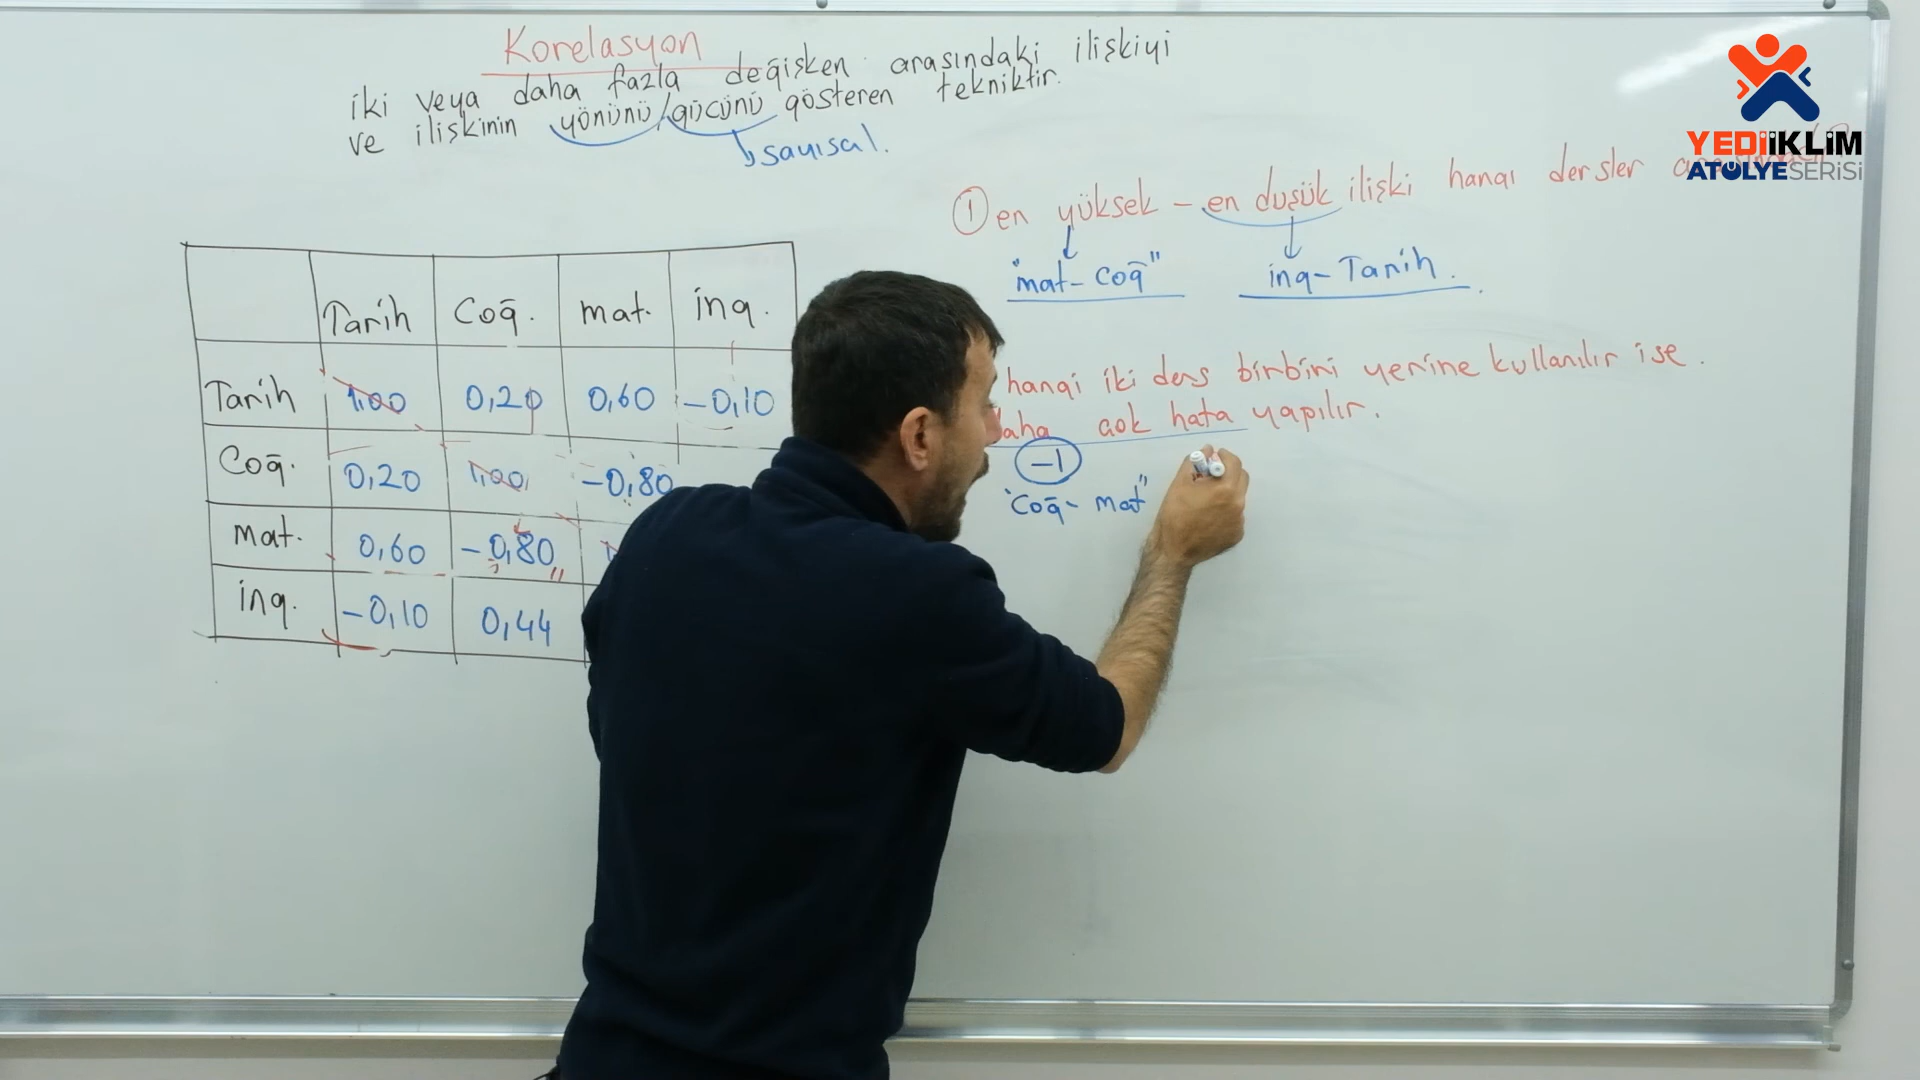 Korelasyon
iki veya daha fazla değişken arasındaki ilişkiyi
ve ilişkinin yönünü/gücünü gösteren tekniktir.
sayısal.
YEDİİKLİM
ATÖLYESERİSİ
① en yüksek - en düşük ilişki hangi dersler
"mat-Coğ" ing-Tarih.
Tarih Coğ. mat. ing.
Tarih 1.00 0,20 0,60 -0,10
Coğ. 0,20 1,00 -0,80
mat. 0,60 -0,80
ing. -0,10 0,44
hangi iki ders birbirini yerine kullanılır ise.
daha çok hata yapılır.
-1
"Coğ- mat"